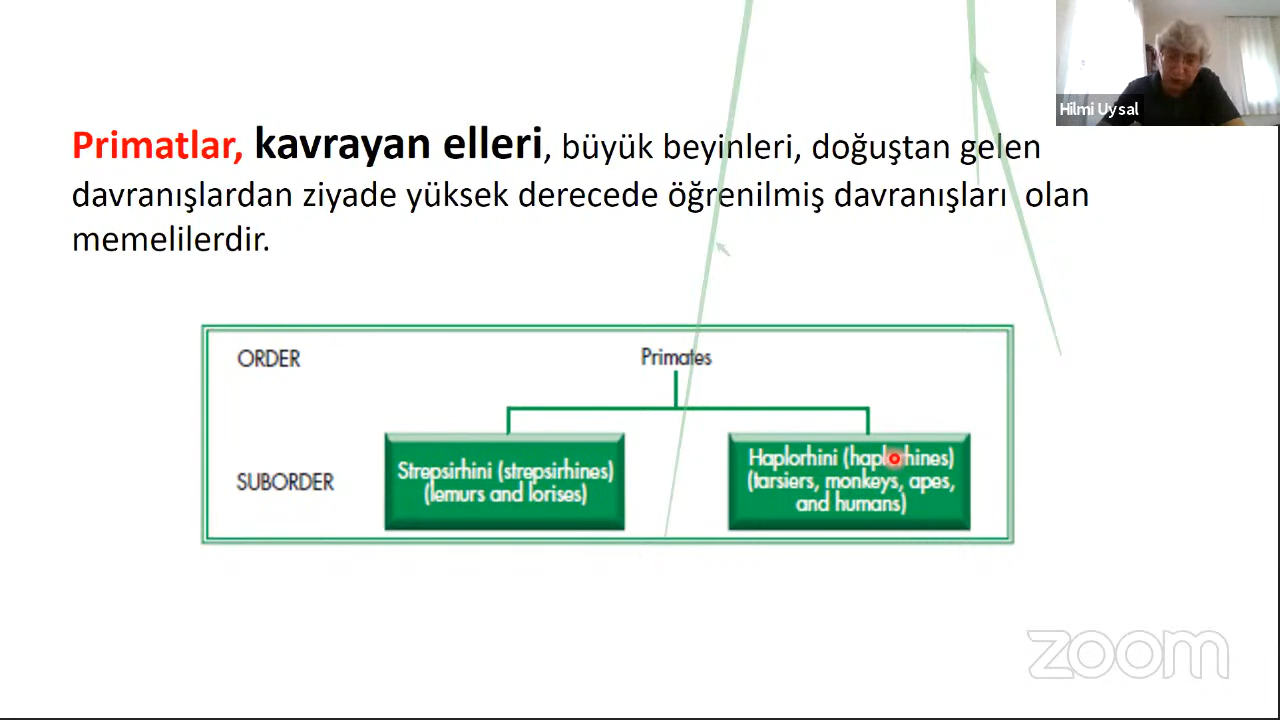 Hilmi Uysal
Primatlar, kavrayan elleri, büyük beyinleri, doğuştan gelen
davranışlardan ziyade yüksek derecede öğrenilmiş davranışları olan
memelilerdir.
ORDER
Primates
SUBORDER
Strepsirhini (strepsirhines)
(lemurs and lorises)
Haplorhini (haplorhines)
(tarsiers, monkeys, apes,
and humans)
zoom